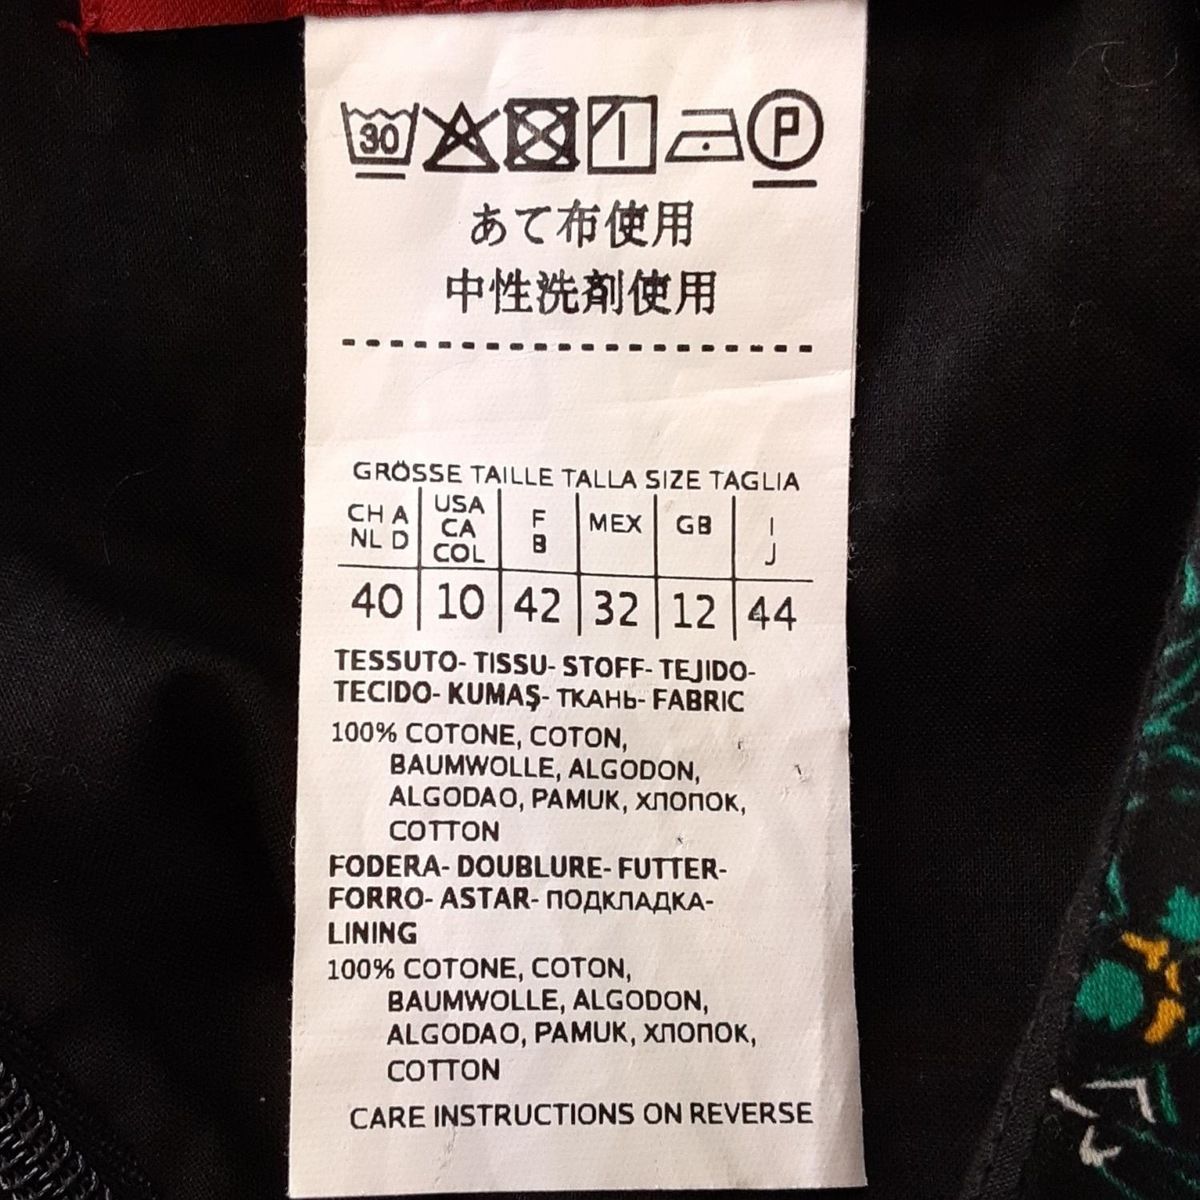 30 P
あて布使用
中性洗剤使用
GRÖSSE TAILLE TALLA SIZE TAGLIA
CH A NL D USA CA COL F B MEX GB I J
40 10 42 32 12 44
TESSUTO- TISSU- STOFF- TEJIDO-
TECIDO- KUMAŞ- ТКАНЬ- FABRIC
100% COTONE, COTON,
BAUMWOLLE, ALGODON,
ALGODAO, PAMUK, ХЛОПОК,
COTTON
FODERA- DOUBLURE- FUTTER-
FORRO- ASTAR- ПОДКЛАДКА-
LINING
100% COTONE, COTON,
BAUMWOLLE, ALGODON,
ALGODAO, PAMUK, ХЛОПОК,
COTTON
CARE INSTRUCTIONS ON REVERSE